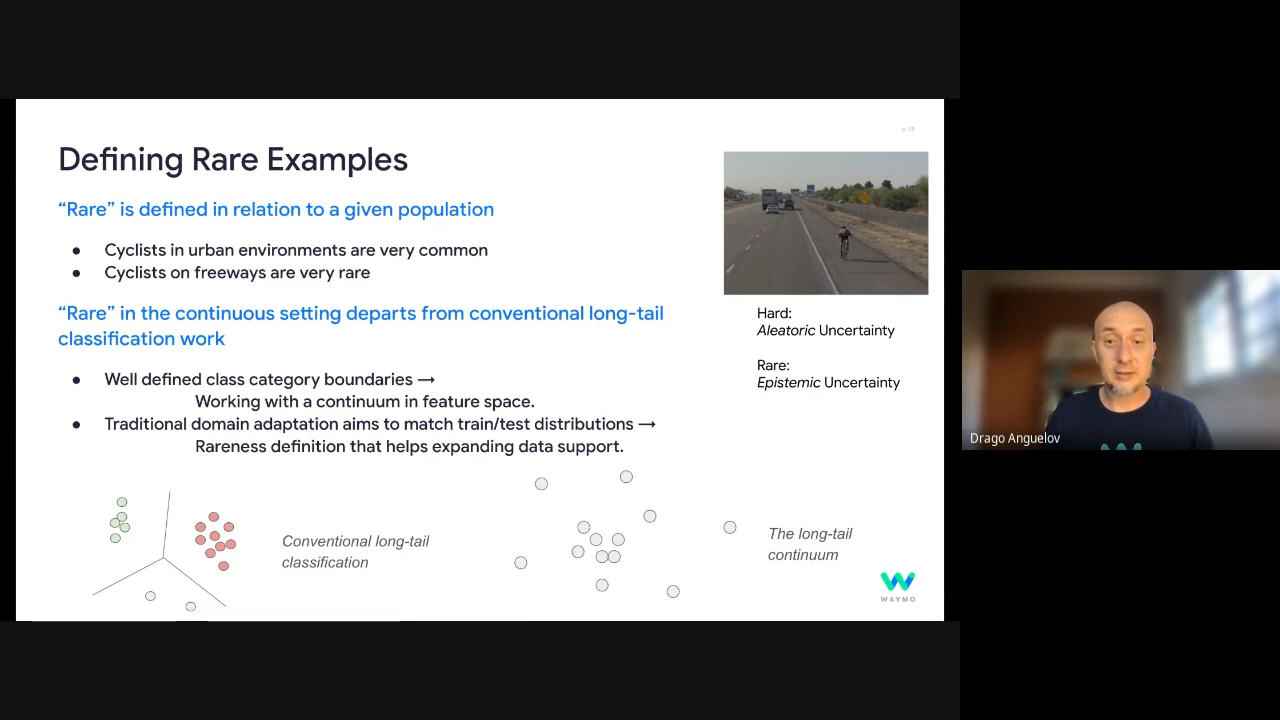 p. 39
Defining Rare Examples
“Rare” is defined in relation to a given population
● Cyclists in urban environments are very common
● Cyclists on freeways are very rare
“Rare” in the continuous setting departs from conventional long-tail
classification work
● Well defined class category boundaries →
Working with a continuum in feature space.
● Traditional domain adaptation aims to match train/test distributions →
Rareness definition that helps expanding data support.
Hard:
Aleatoric Uncertainty
Rare:
Epistemic Uncertainty
Conventional long-tail
classification
The long-tail
continuum
WAYMO
Drago Anguelov